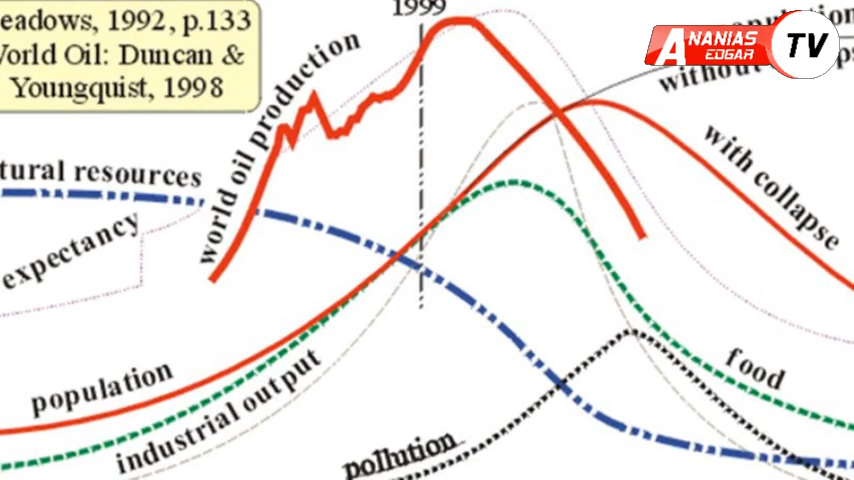 eadows, 1992, p.133
World Oil: Duncan &
Youngquist, 1998
1999
ANANIAS
EDGAR
TV
without
world oil production
tural resources
with collapse
expectancy
population
food
industrial output
pollution